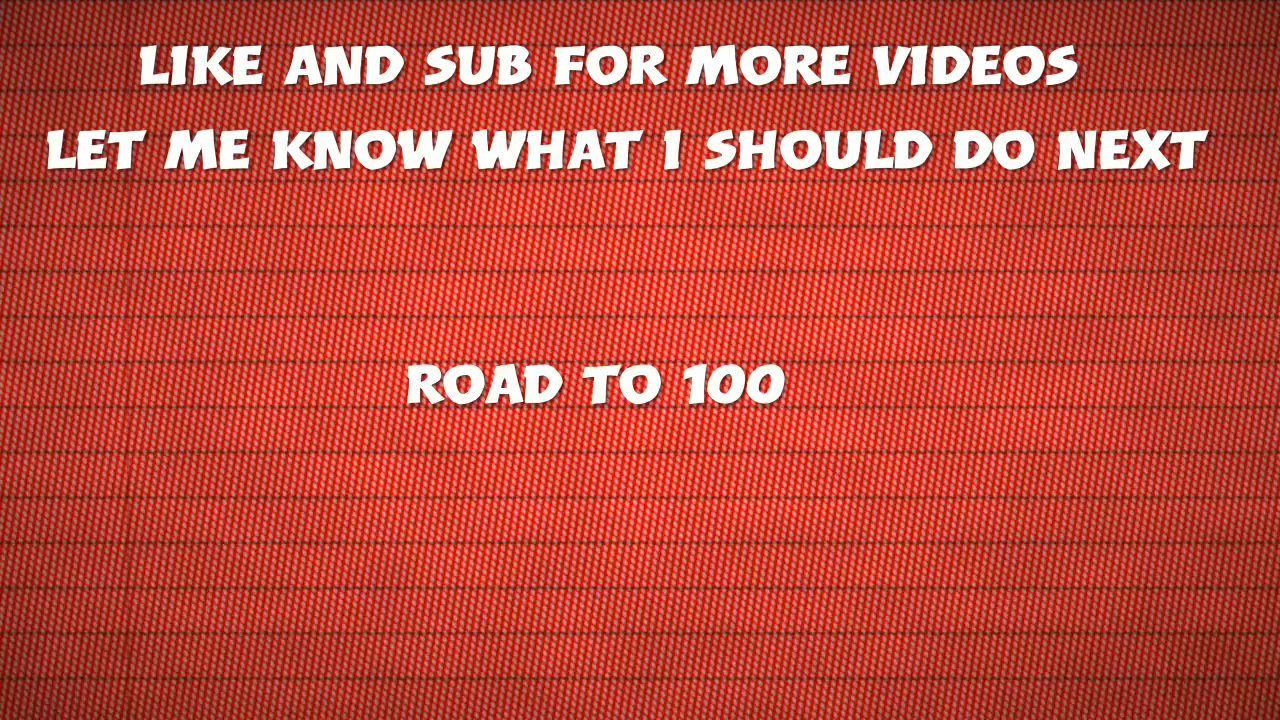 LIKE AND SUB FOR MORE VIDEOS
LET ME KNOW WHAT I SHOULD DO NEXT
ROAD TO 100